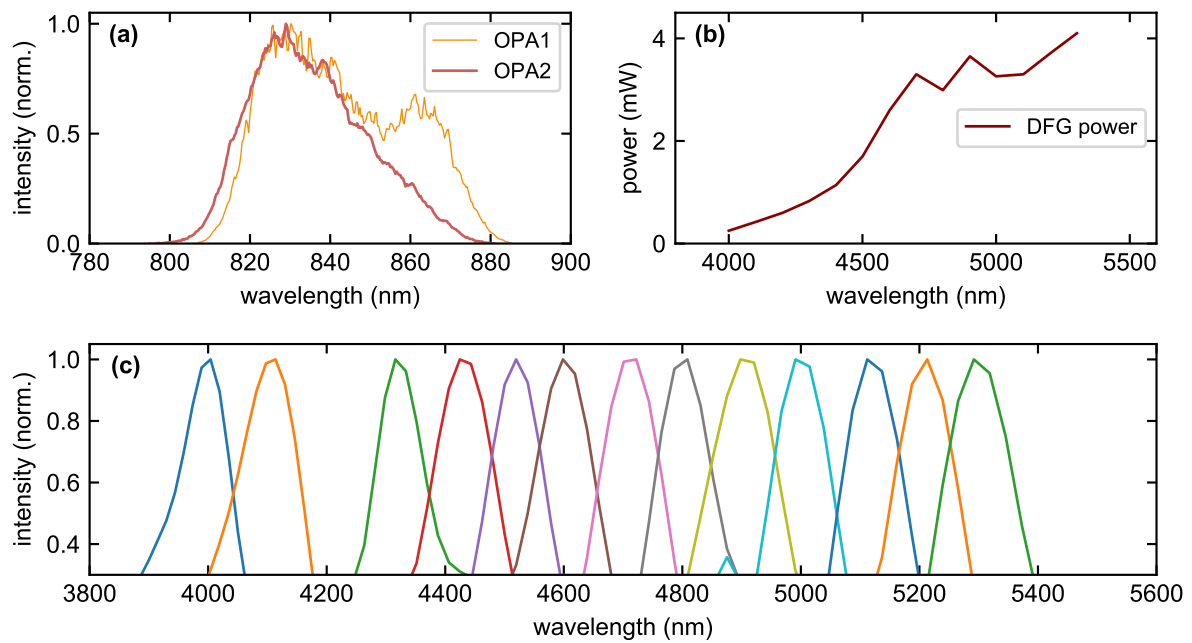 (a)
OPA1
OPA2
intensity (norm.)
1.0
0.5
0.0
780 800 820 840 860 880 900
wavelength (nm)
(b)
DFG power
power (mW)
4
2
0
4000 4500 5000 5500
wavelength (nm)
(c)
intensity (norm.)
1.0
0.8
0.6
0.4
3800 4000 4200 4400 4600 4800 5000 5200 5400 5600
wavelength (nm)